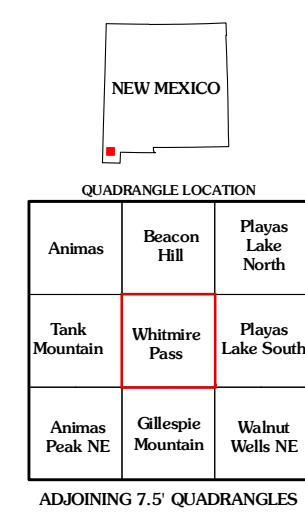 NEW MEXICO
QUADRANGLE LOCATION
Animas
Beacon
Hill
Playas
Lake
North
Tank
Mountain
Whitmire
Pass
Playas
Lake South
Animas
Peak NE
Gillespie
Mountain
Walnut
Wells NE
ADJOINING 7.5' QUADRANGLES